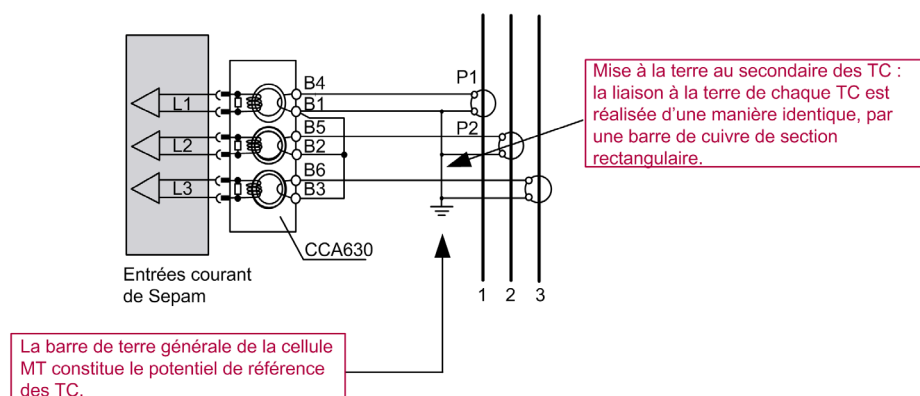 B4
P1
L1
B1
B5
P2
L2
B2
B6
L3
B3
CCA630
Entrées courant
de Sepam
1 2 3
Mise à la terre au secondaire des TC :
la liaison à la terre de chaque TC est
réalisée d'une manière identique, par
une barre de cuivre de section
rectangulaire.
La barre de terre générale de la cellule
MT constitue le potentiel de référence
des TC.